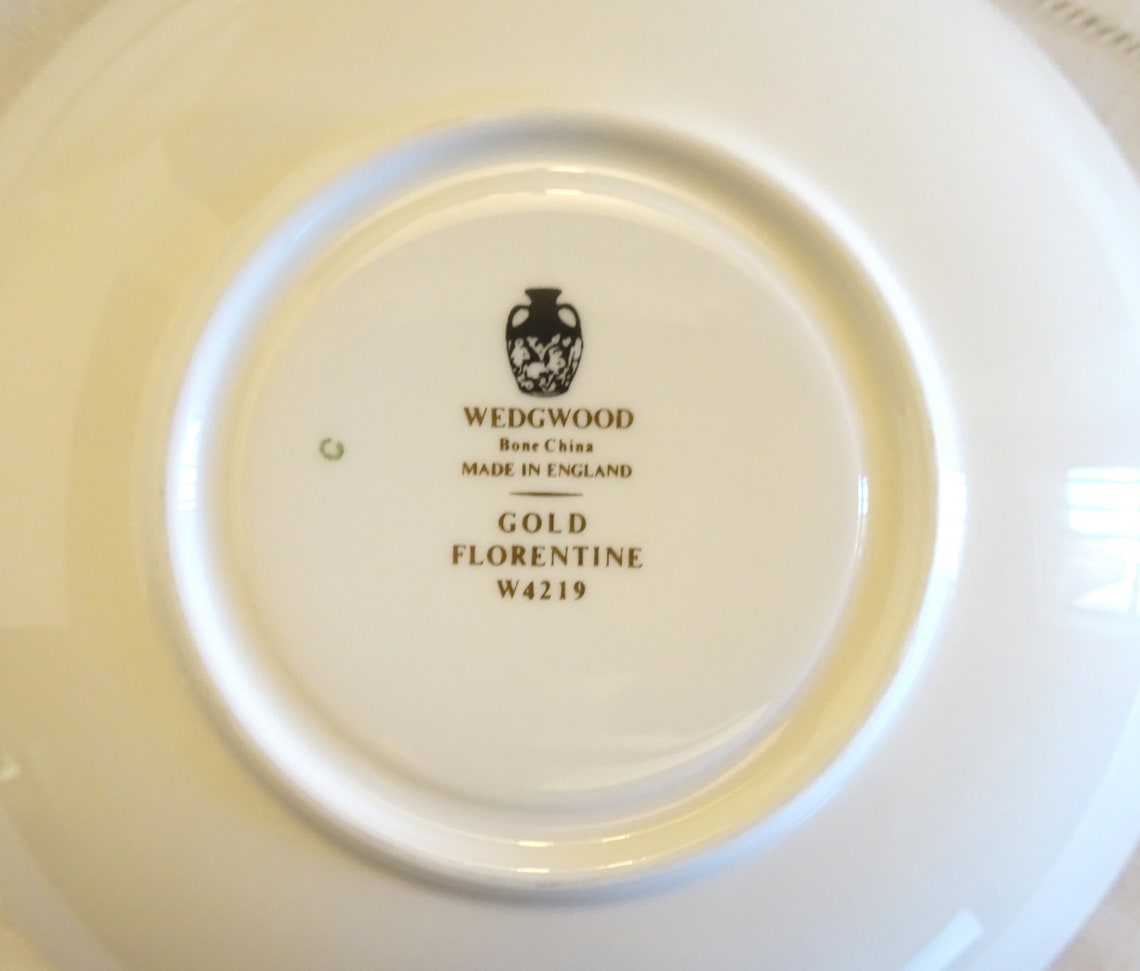 WEDGWOOD
Bone China
MADE IN ENGLAND
GOLD
FLORENTINE
W4219
C